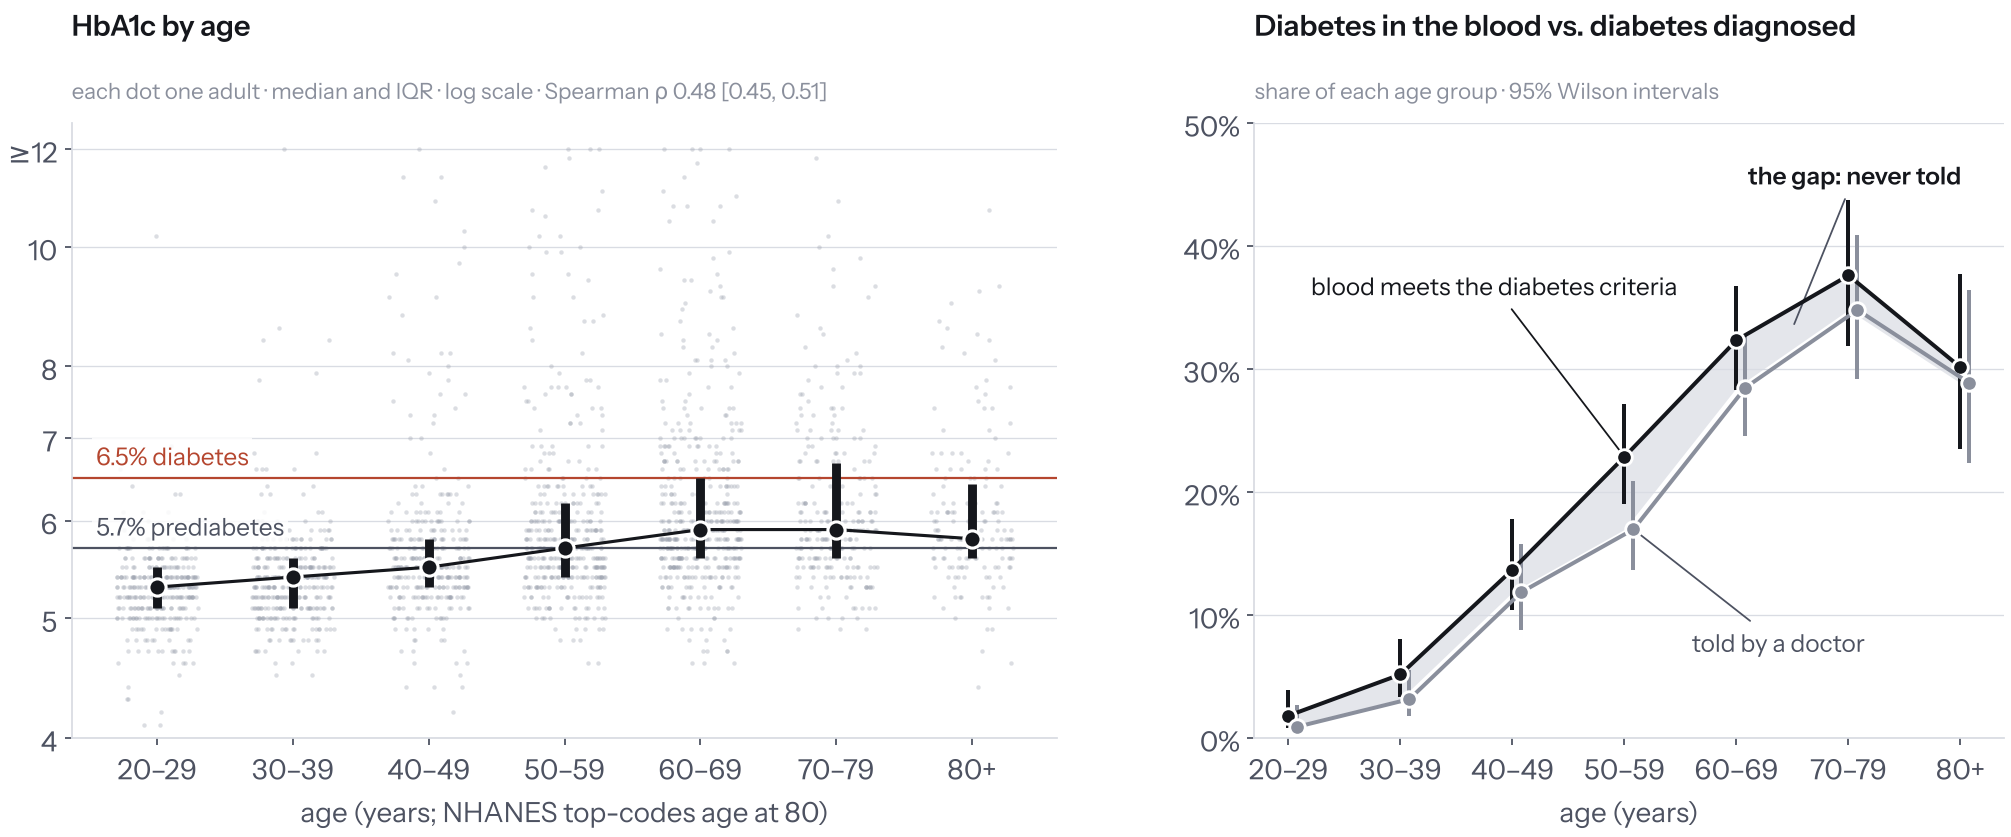 HbA1c by age
each dot one adult · median and IQR · log scale · Spearman ρ 0.48 [0.45, 0.51]
≥12
10
8
7
6.5% diabetes
6
5.7% prediabetes
5
4
20–29 30–39 40–49 50–59 60–69 70–79 80+
age (years; NHANES top-codes age at 80)
Diabetes in the blood vs. diabetes diagnosed
share of each age group · 95% Wilson intervals
50%
the gap: never told
40%
blood meets the diabetes criteria
30%
20%
10%
told by a doctor
0%
20–29 30–39 40–49 50–59 60–69 70–79 80+
age (years)